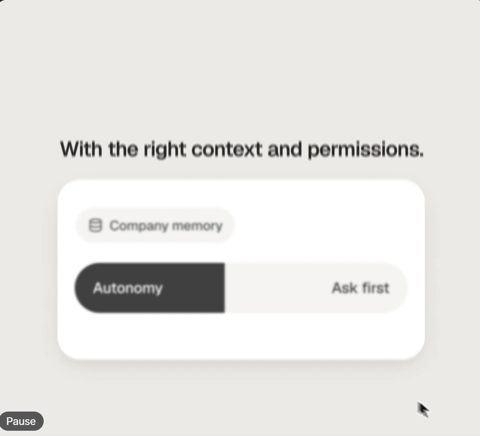 With the right context and permissions.
Company memory
Autonomy
Ask first
Pause